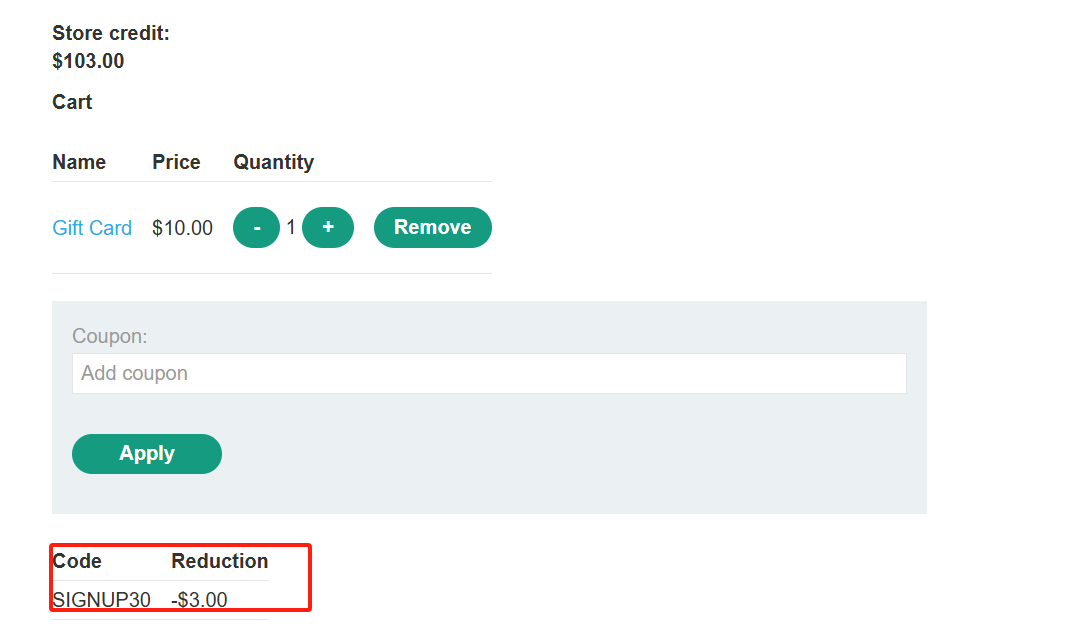 Store credit:
$103.00
Cart
Name Price Quantity
Gift Card $10.00 - 1 + Remove
Coupon:
Add coupon
Apply
Code Reduction
SIGNUP30 -$3.00